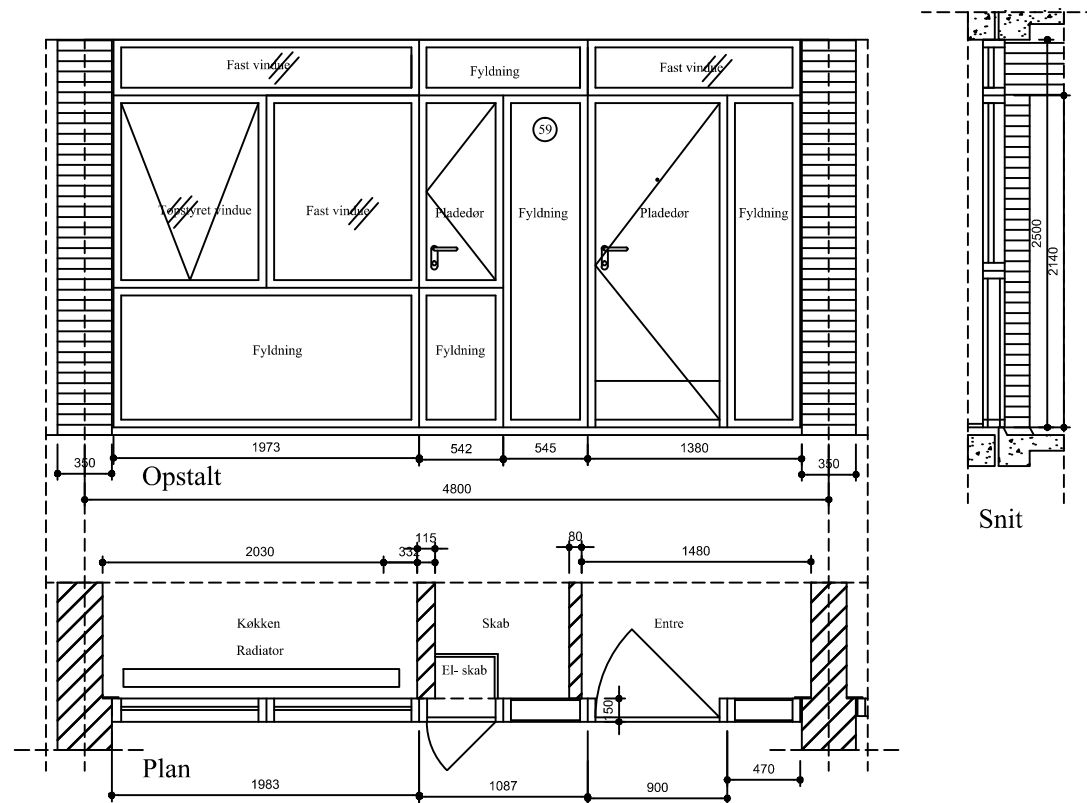 Fast vindue
Fyldning
Fast vindue
59
Topstyret vindue
Fast vindue
Pladedør
Fyldning
Pladedør
Fyldning
Fyldning
Fyldning
2500
2140
350
1973
542
545
1380
350
Opstalt
4800
Snit
115
80
2030
332
1480
Køkken
Skab
Entre
Radiator
El- skab
150
Plan
1983
1087
900
470